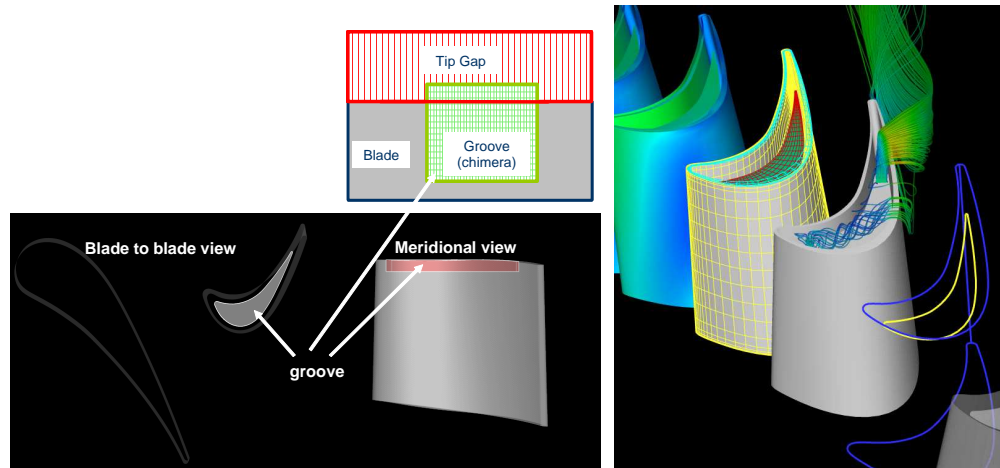 Tip Gap
Blade
Groove
(chimera)
Blade to blade view
Meridional view
groove